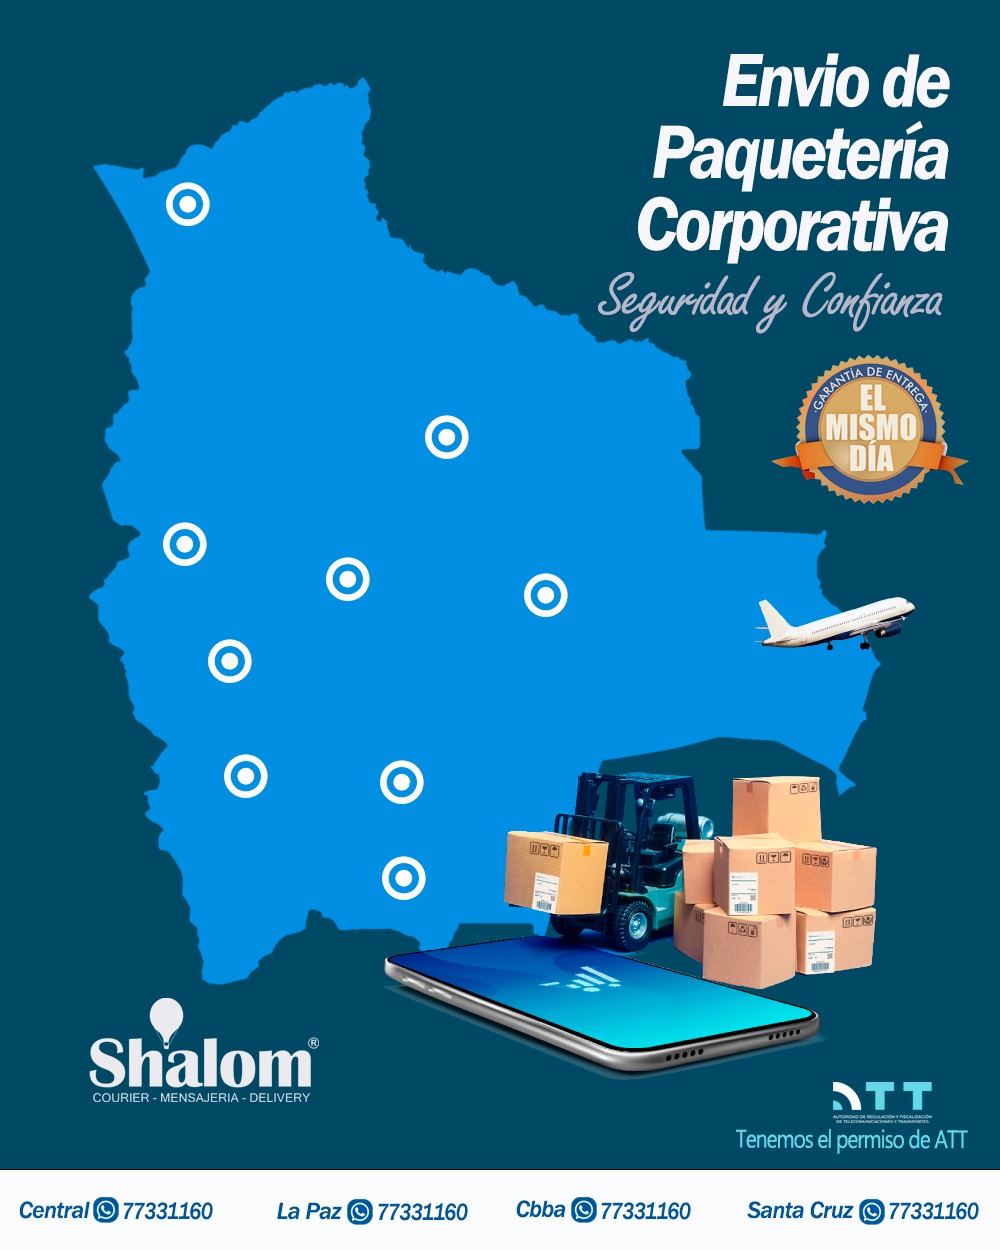 Envio de
Paquetería
Corporativa
Seguridad y Confianza
·GARANTÍA DE ENTREGA·
EL
MISMO
DÍA
Shalom®
COURIER - MENSAJERIA - DELIVERY
ATT
AUTORIDAD DE REGULACIÓN Y FISCALIZACIÓN
DE TELECOMUNICACIONES Y TRANSPORTES
Tenemos el permiso de ATT
Central 77331160
La Paz 77331160
Cbba 77331160
Santa Cruz 77331160